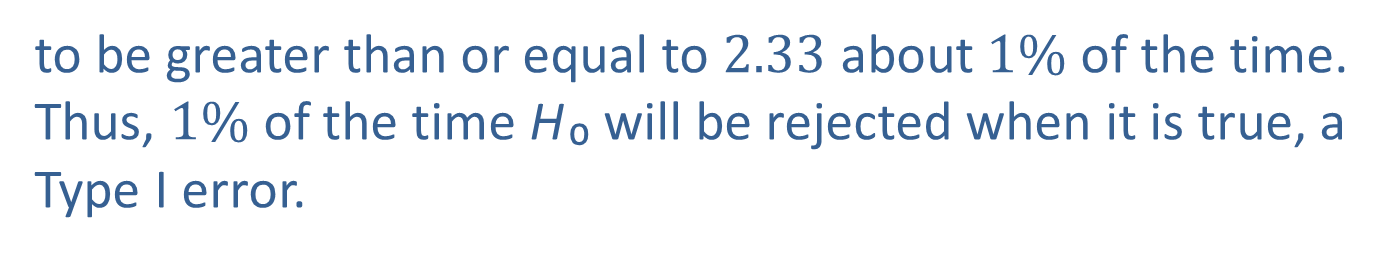 to be greater than or equal to 2.33 about 1% of the time.
Thus, 1% of the time H₀ will be rejected when it is true, a
Type I error.